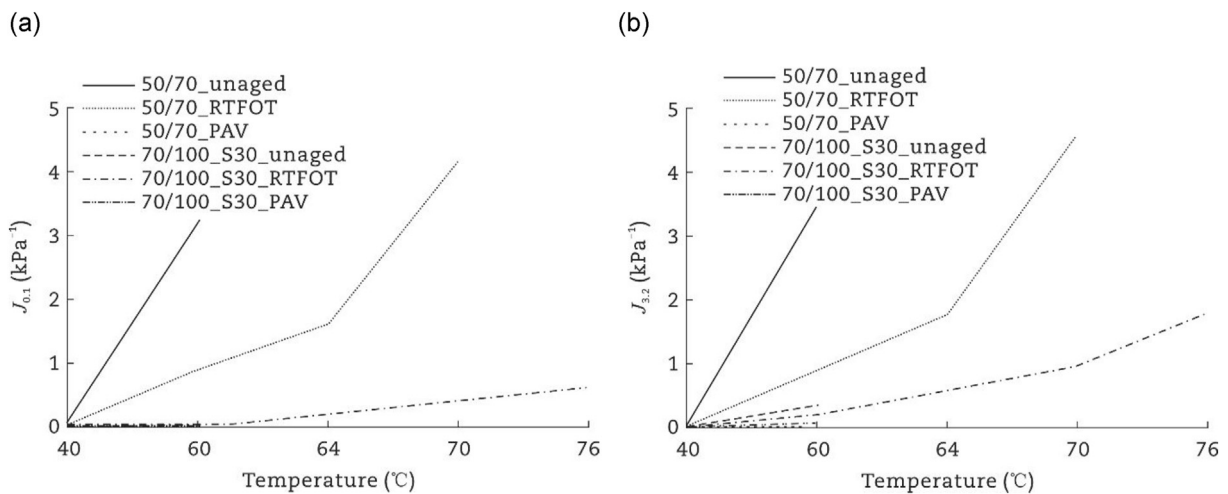 (a)
50/70_unaged
50/70_RTFOT
50/70_PAV
70/100_S30_unaged
70/100_S30_RTFOT
70/100_S30_PAV
5
4
3
2
1
0
J0.1 (kPa⁻¹)
40 60 64 70 76
Temperature (℃)
(b)
50/70_unaged
50/70_RTFOT
50/70_PAV
70/100_S30_unaged
70/100_S30_RTFOT
70/100_S30_PAV
5
4
3
2
1
0
J3.2 (kPa⁻¹)
40 60 64 70 76
Temperature (℃)